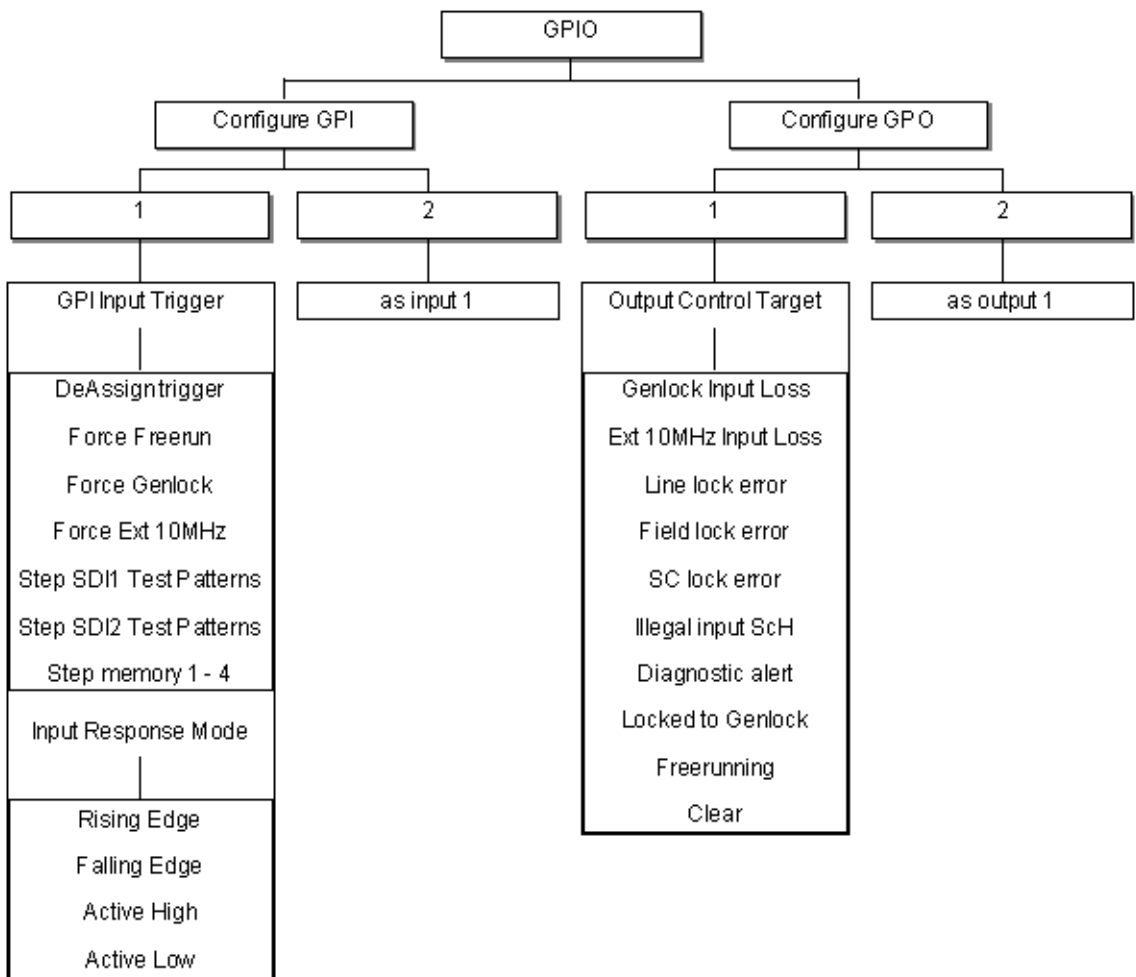 GPIO
Configure GPI
Configure GPO
1
2
1
2
GPI Input Trigger
as input 1
Output Control Target
as output 1
DeAssign trigger
Force Freerun
Force Genlock
Force Ext 10MHz
Step SDI1 Test Patterns
Step SDI2 Test Patterns
Step memory 1 - 4
Input Response Mode
Rising Edge
Falling Edge
Active High
Active Low
Genlock Input Loss
Ext 10MHz Input Loss
Line lock error
Field lock error
SC lock error
Illegal input ScH
Diagnostic alert
Locked to Genlock
Freerunning
Clear